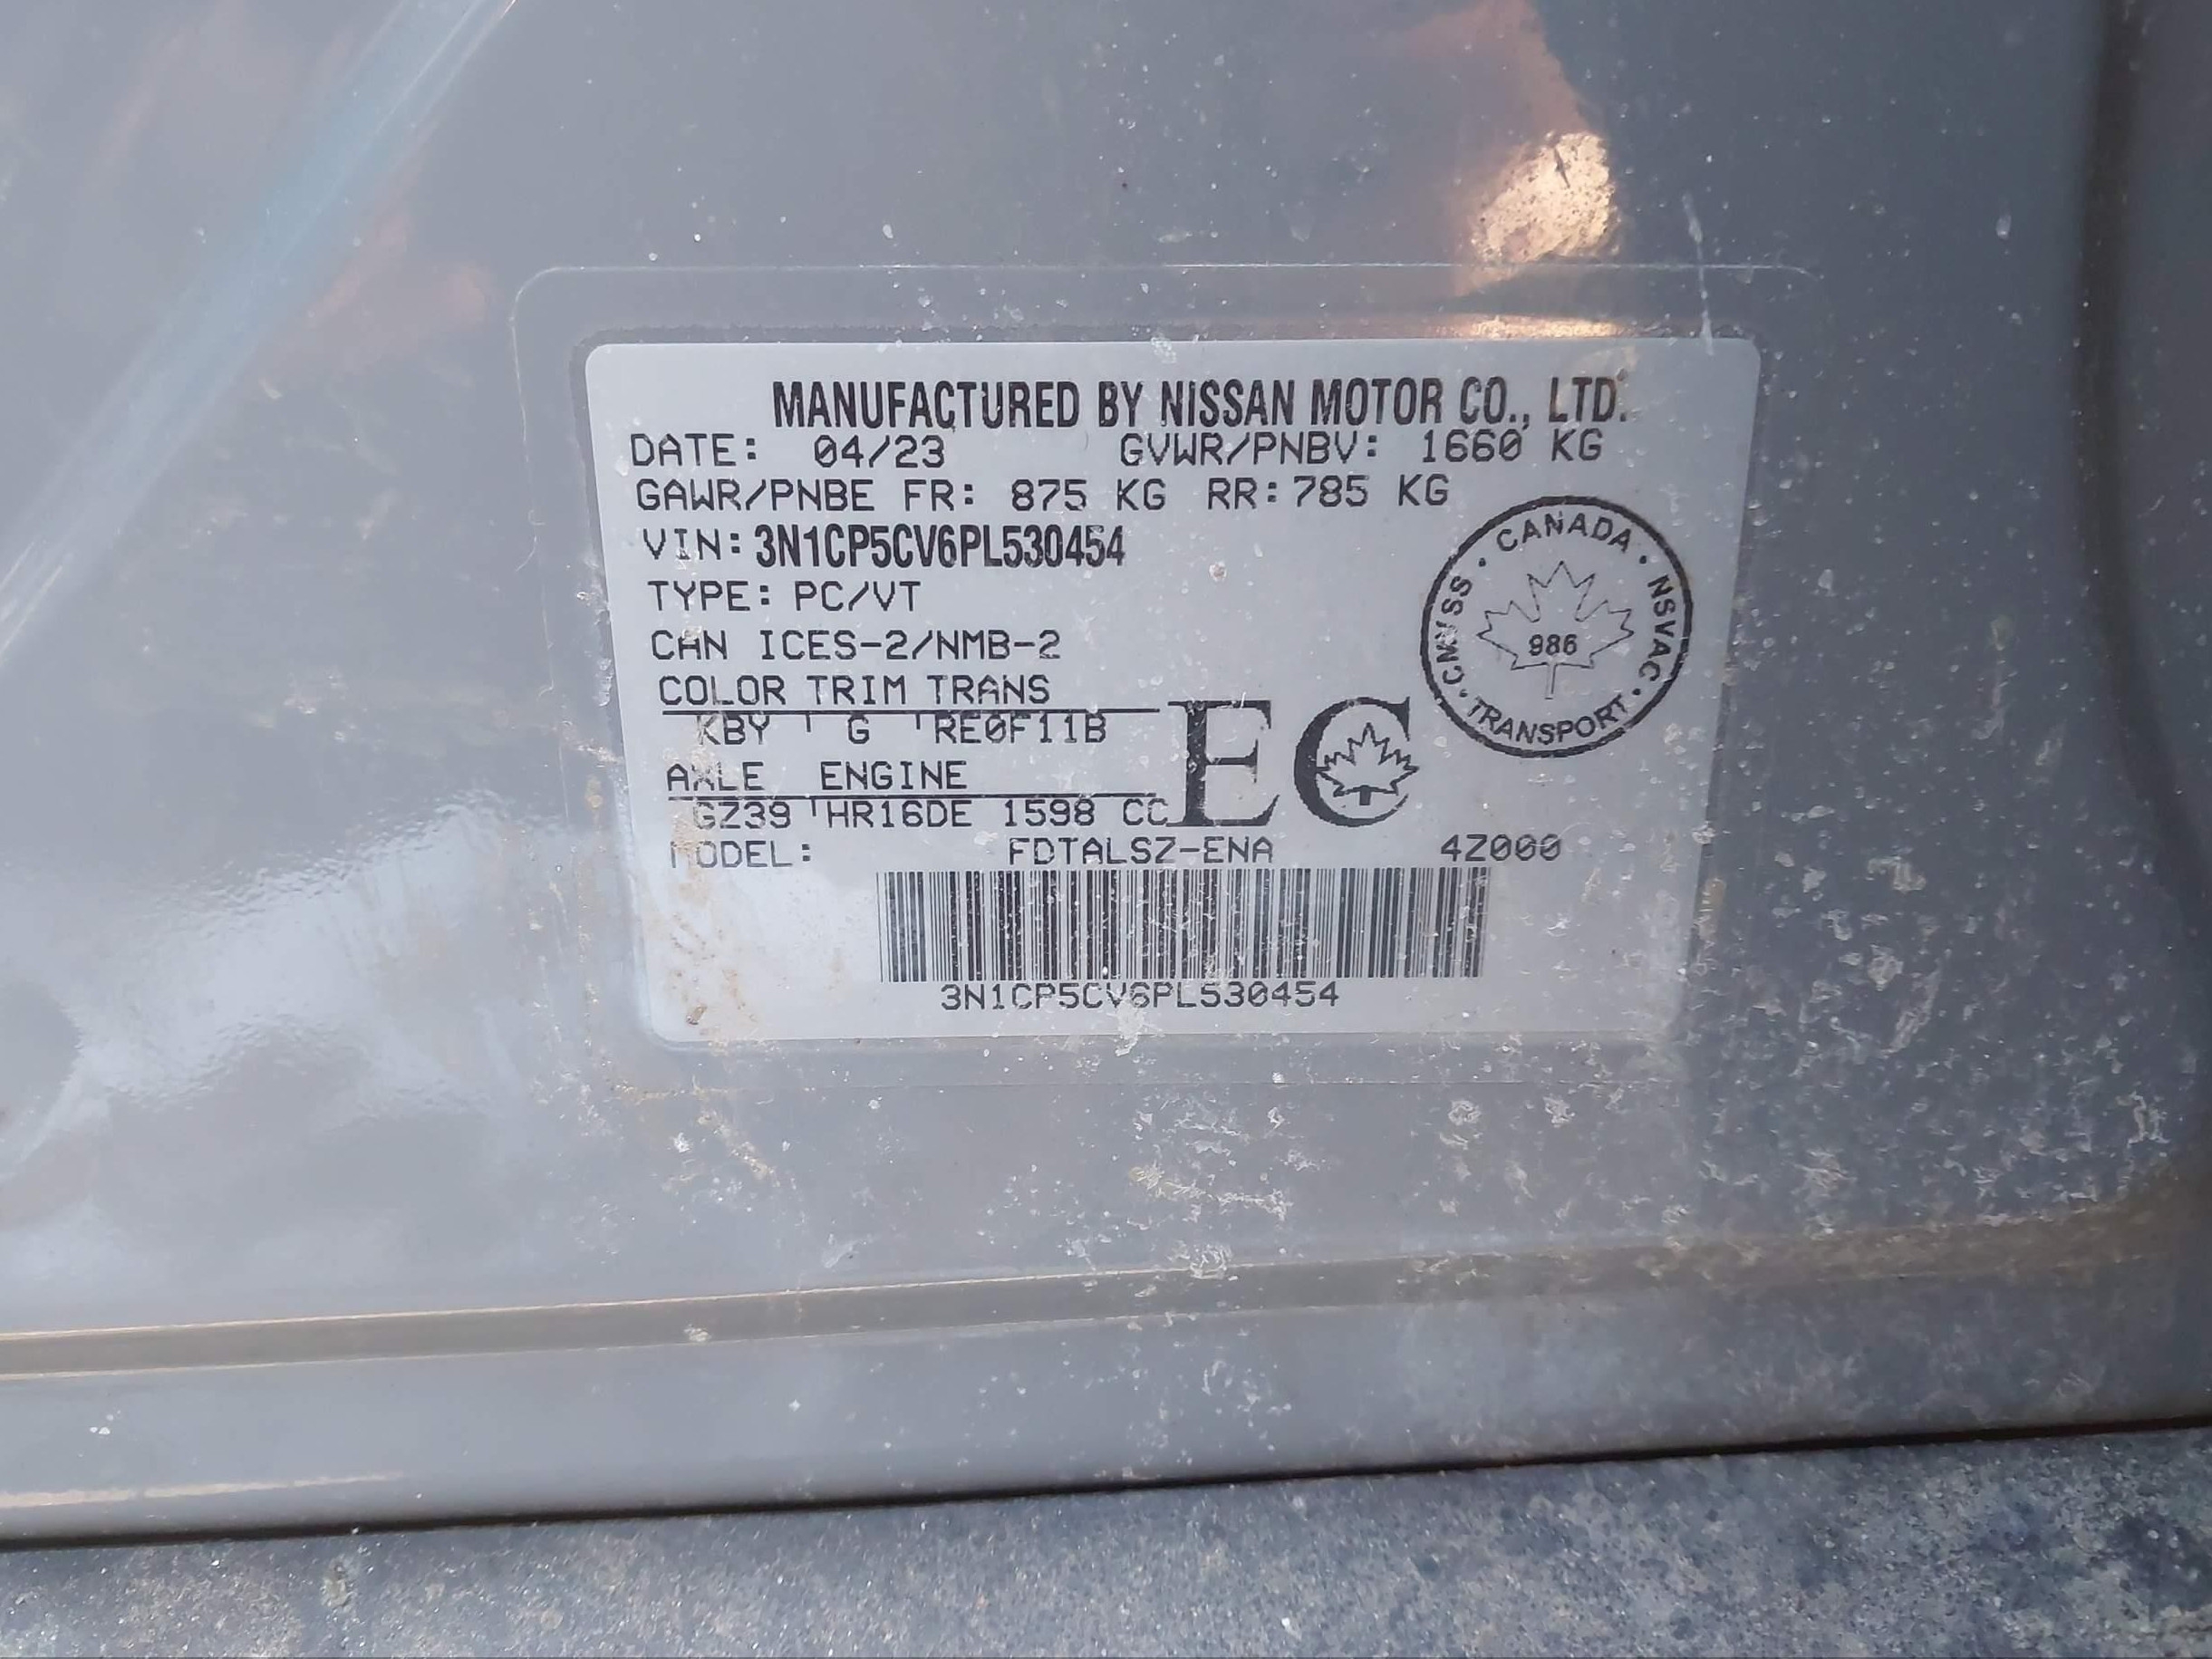 MANUFACTURED BY NISSAN MOTOR CO., LTD.
DATE: 04/23 GVWR/PNBV: 1660 KG
GAWR/PNBE FR: 875 KG RR: 785 KG
VIN: 3N1CP5CV6PL530454
TYPE: PC/VT
CAN ICES-2/NMB-2
COLOR TRIM TRANS
KBY G RE0F11B
AXLE ENGINE
GZ39 HR16DE 1598 CC
EC
CANADA · NSVAC · TRANSPORT · CMVSS ·
986
MODEL: FDTALSZ-ENA 4Z000
3N1CP5CV6PL530454